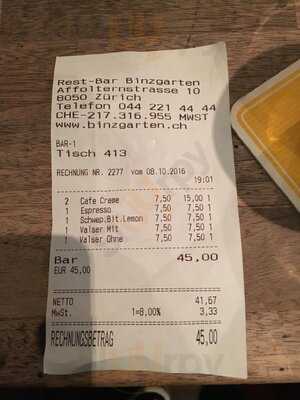 Rest-Bar Binzgarten
Affolternstrasse 10
8050 Zürich
Telefon 044 221 44 44
CHE-217.316.955 MWST
www.binzgarten.ch
BAR-1
Tisch 413
RECHNUNG NR. 2277 vom 08.10.2016
19:01
2 Cafe Creme 7,50 15,00 1
1 Espresso 7,50 7,50 1
1 Schwep.Bit.Lemon 7,50 7,50 1
1 Valser Mit 7,50 7,50 1
1 Valser Ohne 7,50 7,50 1
Bar 45,00
EUR 45,00
NETTO 41,67
MwSt. 1=8.00% 3,33
RECHNUNGSBETRAG 45,00